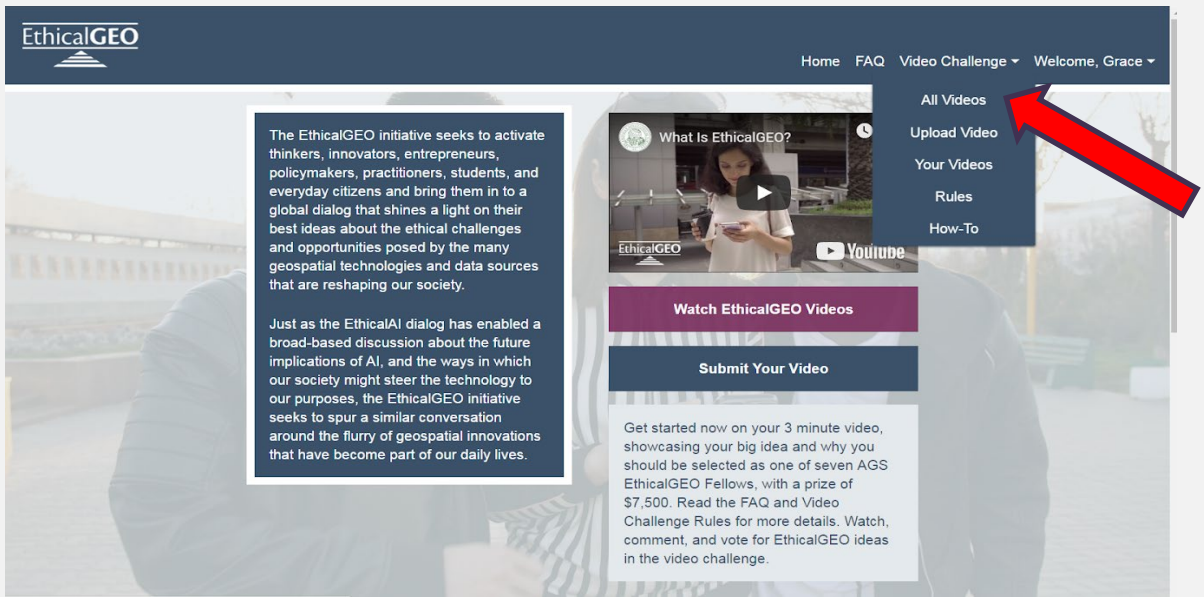 EthicalGEO
Home FAQ Video Challenge Welcome, Grace
All Videos
Upload Video
Your Videos
Rules
How-To
The EthicalGEO initiative seeks to activate
thinkers, innovators, entrepreneurs,
policymakers, practitioners, students, and
everyday citizens and bring them in to a
global dialog that shines a light on their
best ideas about the ethical challenges
and opportunities posed by the many
geospatial technologies and data sources
that are reshaping our society.
Just as the EthicalAI dialog has enabled a
broad-based discussion about the future
implications of AI, and the ways in which
our society might steer the technology to
our purposes, the EthicalGEO initiative
seeks to spur a similar conversation
around the flurry of geospatial innovations
that have become part of our daily lives.
What Is EthicalGEO?
EthicalGEO
YouTube
Watch EthicalGEO Videos
Submit Your Video
Get started now on your 3 minute video,
showcasing your big idea and why you
should be selected as one of seven AGS
EthicalGEO Fellows, with a prize of
$7,500. Read the FAQ and Video
Challenge Rules for more details. Watch,
comment, and vote for EthicalGEO ideas
in the video challenge.